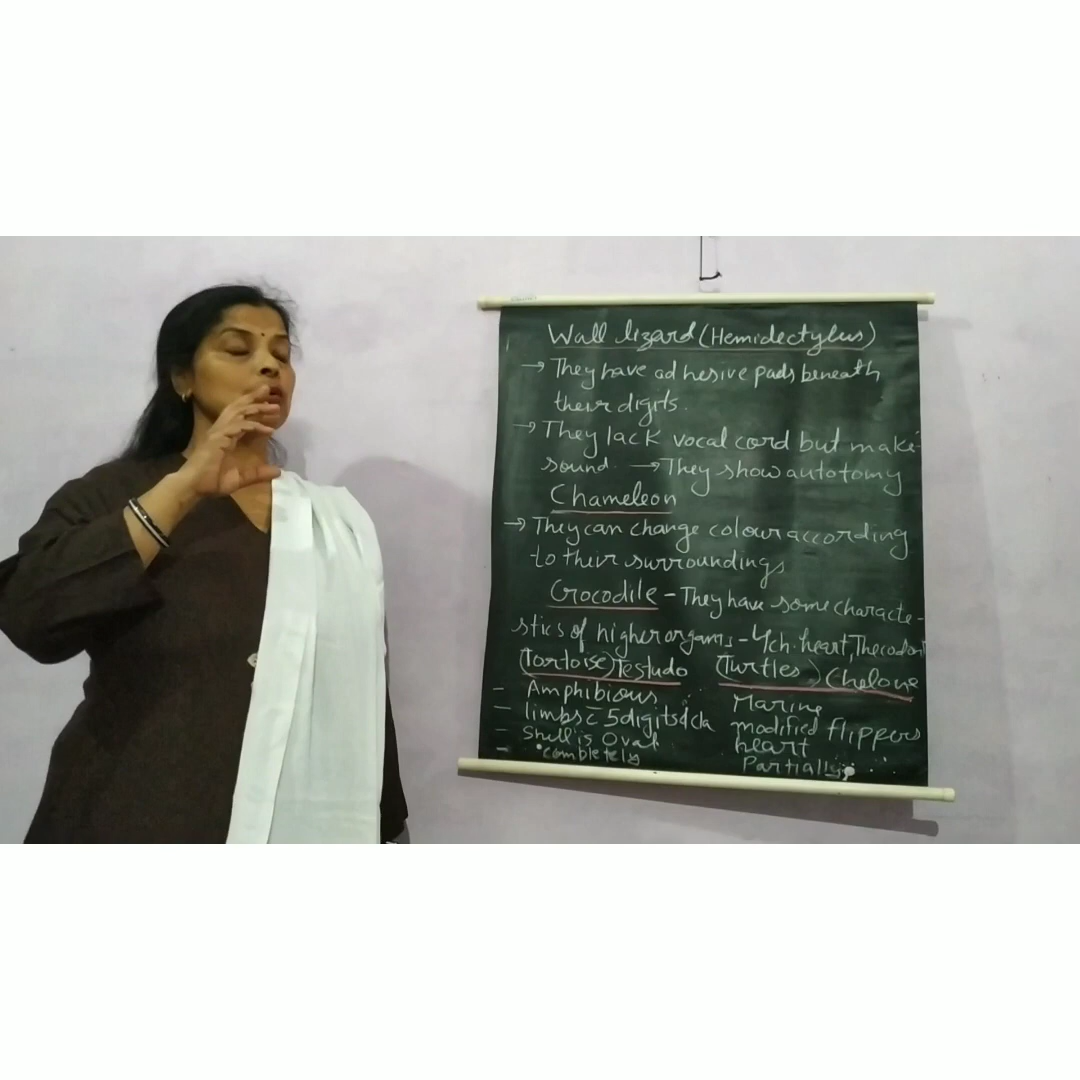 Wall lizard (Hemidectylus)
→ They have adhesive pads beneath
their digits.
→ They lack vocal cord but make
sound. → They show autotomy
Chameleon
→ They can change colour according
to their surroundings
Crocodile - They have some characte-
stics of higher orgams - 4ch. heart, Thecodont
(Tortoise) Testudo (Turtles) Chelone
- Amphibious Marine
- limbs c̄ 5 digits & cla modified flippers
- Shell is Oval heart
- completely Partially